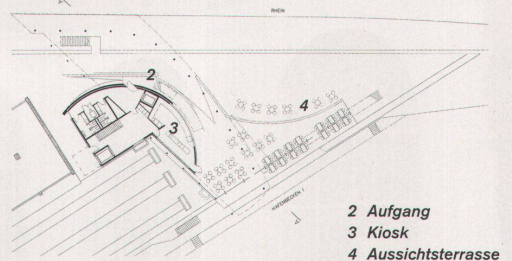 RHEIN
2
4
3
HAFENBECKEN 1
2 Aufgang
3 Kiosk
4 Aussichtsterrasse